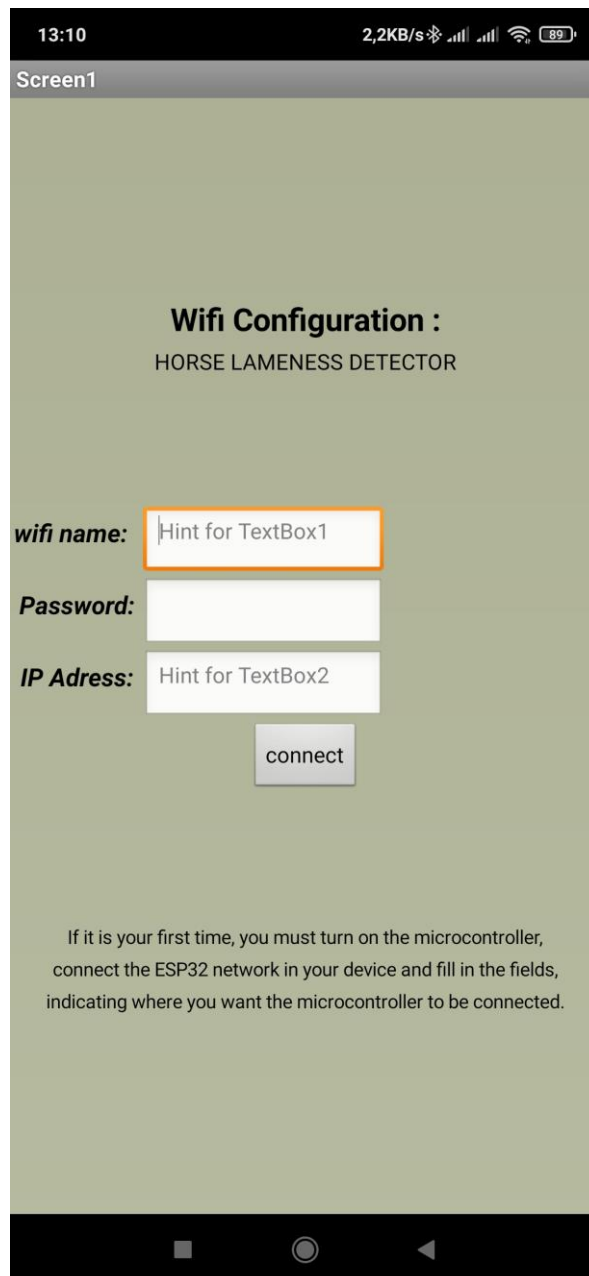 13:10 2,2KB/s 89
Screen1
Wifi Configuration :
HORSE LAMENESS DETECTOR
wifi name: Hint for TextBox1
Password:
IP Adress: Hint for TextBox2
connect
If it is your first time, you must turn on the microcontroller,
connect the ESP32 network in your device and fill in the fields,
indicating where you want the microcontroller to be connected.